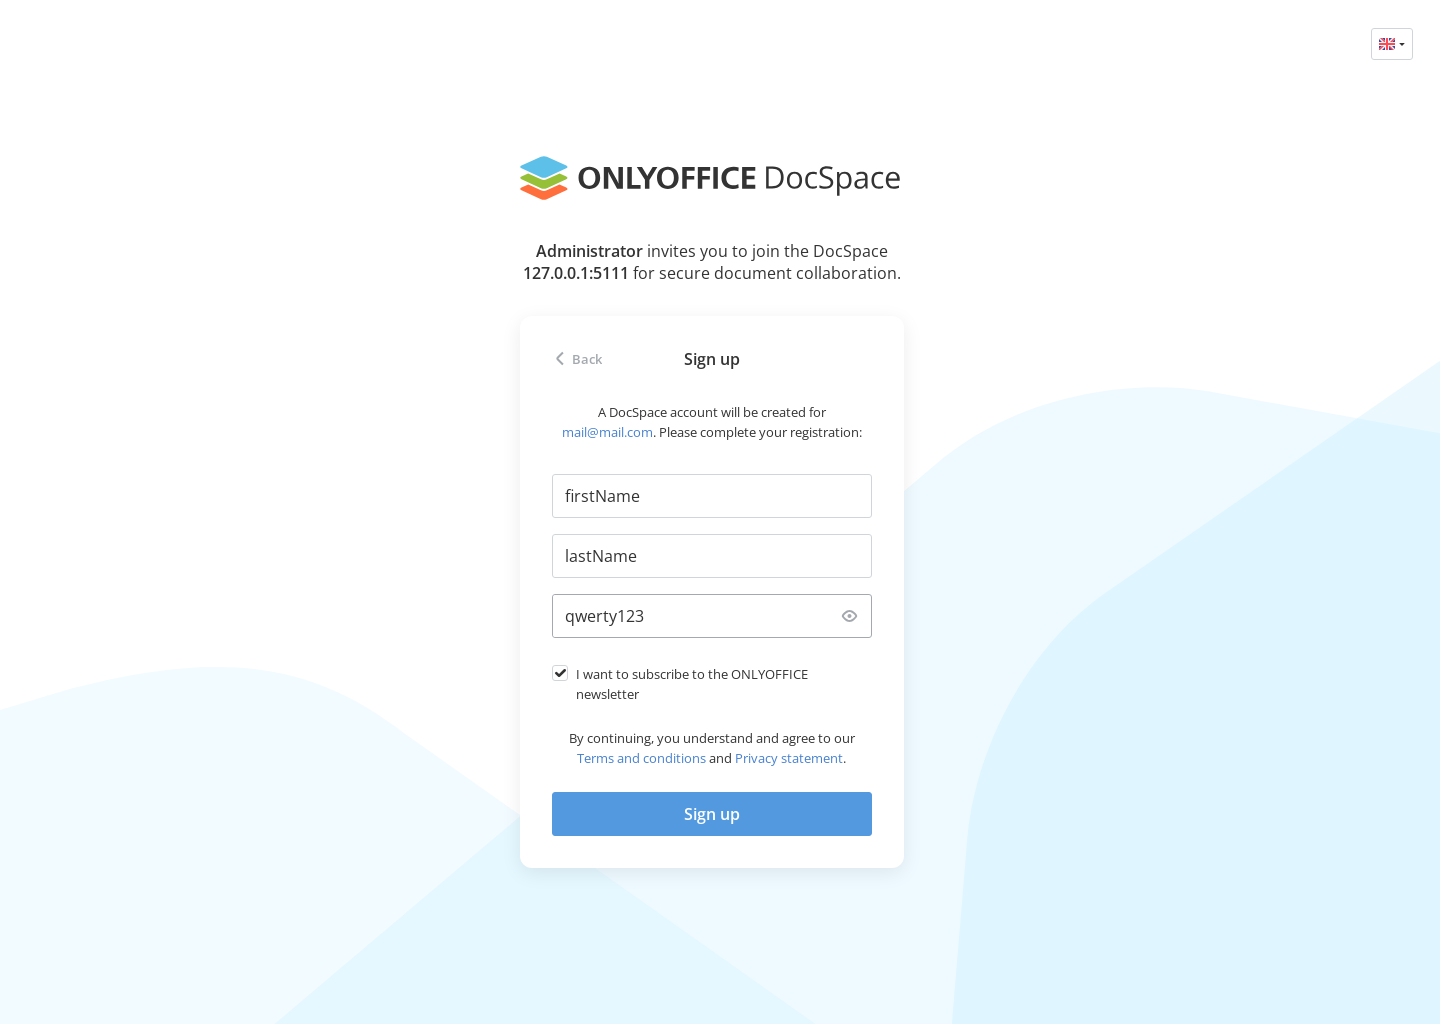 ONLYOFFICE DocSpace
Administrator invites you to join the DocSpace
127.0.0.1:5111 for secure document collaboration.
Back
Sign up
A DocSpace account will be created for
mail@mail.com. Please complete your registration:
firstName
lastName
qwerty123
I want to subscribe to the ONLYOFFICE
newsletter
By continuing, you understand and agree to our
Terms and conditions and Privacy statement.
Sign up